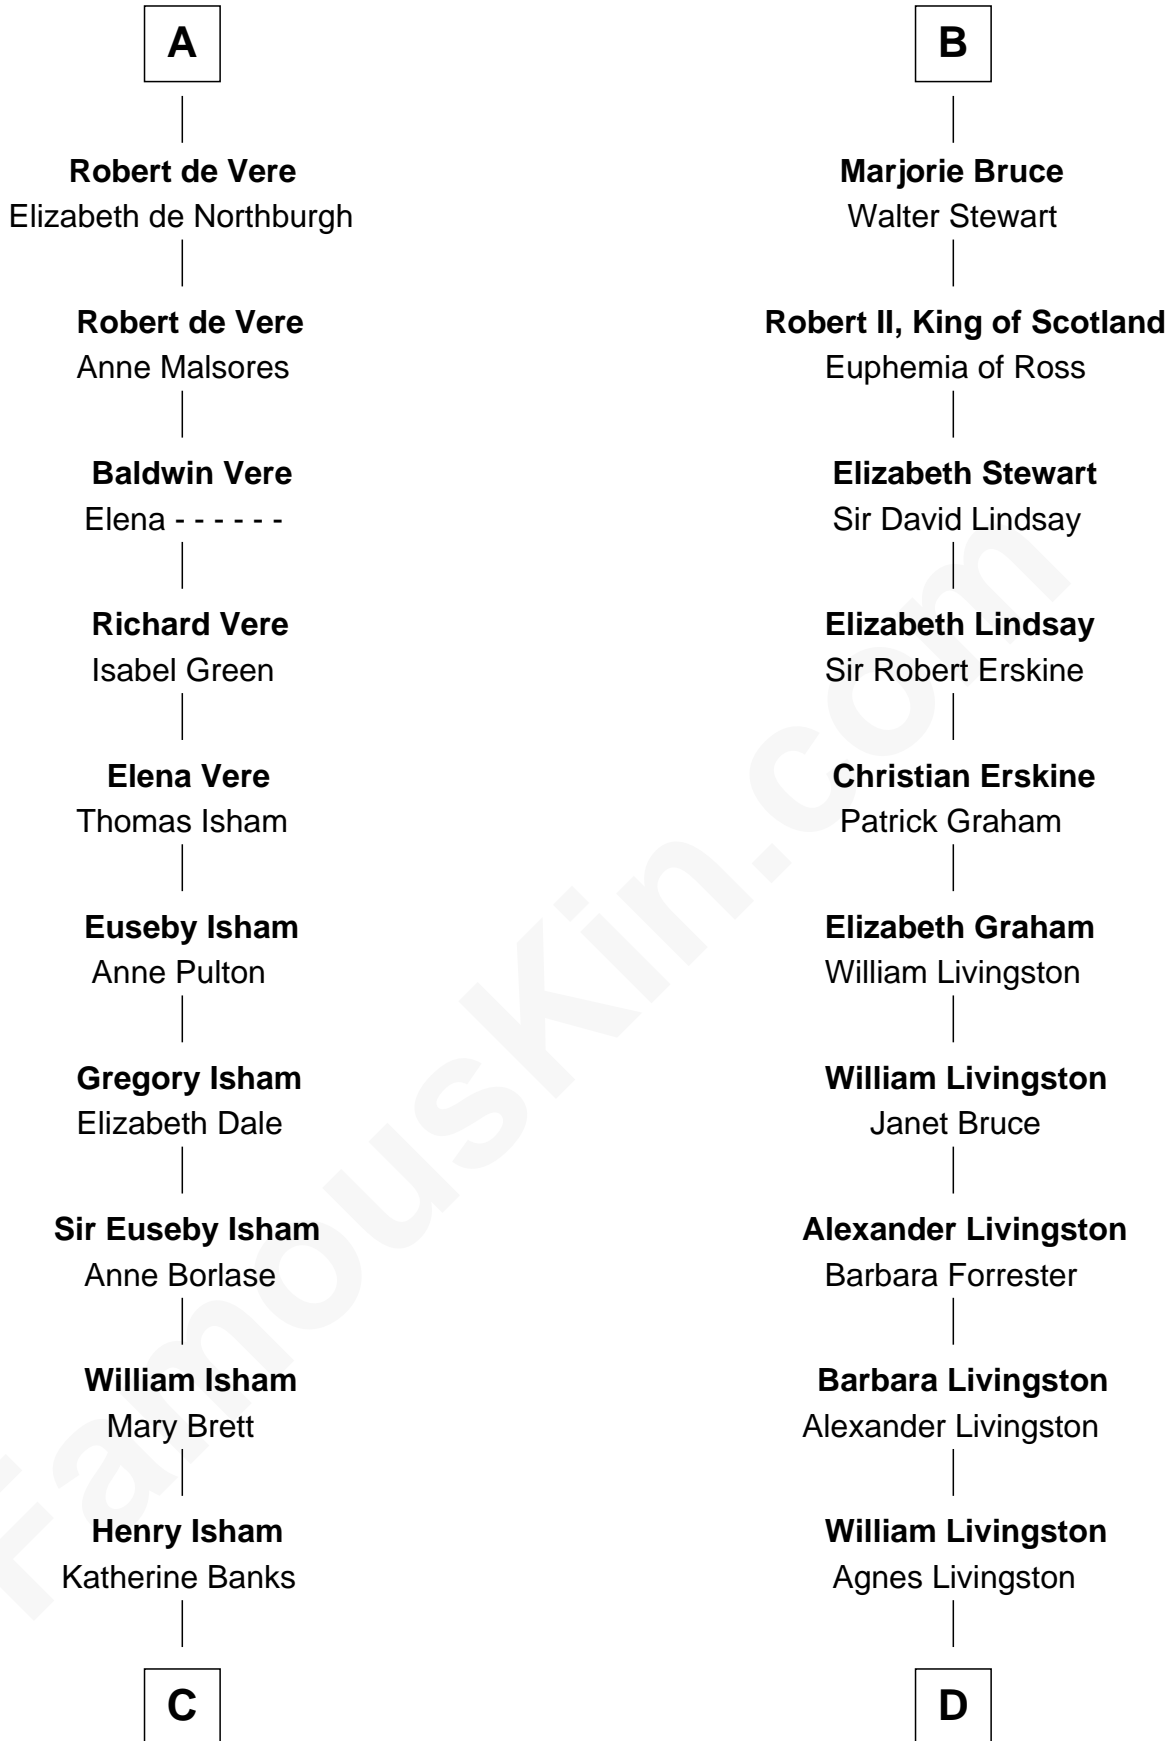 A
Robert de Vere
Elizabeth de Northburgh
Robert de Vere
Anne Malsores
Baldwin Vere
Elena - - - - - -
Richard Vere
Isabel Green
Elena Vere
Thomas Isham
Euseby Isham
Anne Pulton
Gregory Isham
Elizabeth Dale
Sir Euseby Isham
Anne Borlase
William Isham
Mary Brett
Henry Isham
Katherine Banks
C
B
Marjorie Bruce
Walter Stewart
Robert II, King of Scotland
Euphemia of Ross
Elizabeth Stewart
Sir David Lindsay
Elizabeth Lindsay
Sir Robert Erskine
Christian Erskine
Patrick Graham
Elizabeth Graham
William Livingston
William Livingston
Janet Bruce
Alexander Livingston
Barbara Forrester
Barbara Livingston
Alexander Livingston
William Livingston
Agnes Livingston
D
FamousKin.com